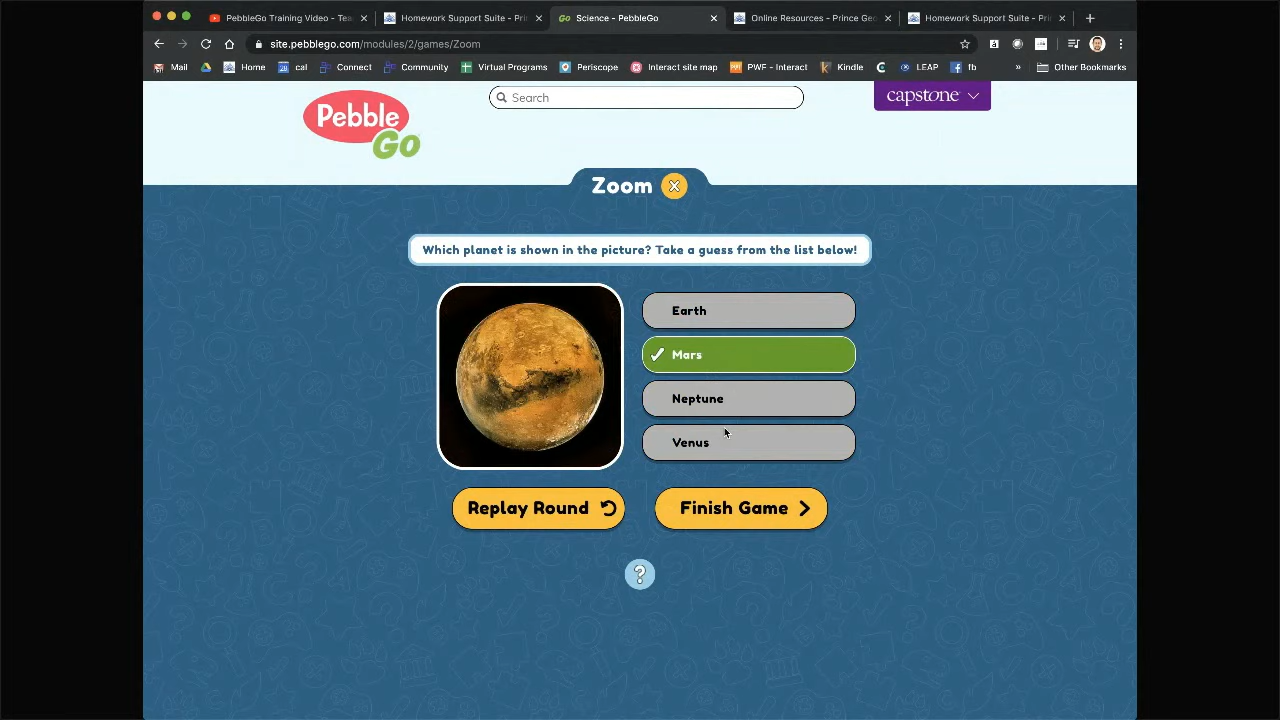 PebbleGo Training Video - Tea
Homework Support Suite - Pri
Go Science - PebbleGo
Online Resources - Prince Geo
Homework Support Suite - Pri
site.pebblego.com/modules/2/games/Zoom
Mail
Home
cal
Connect
Community
Virtual Programs
Periscope
Interact site map
PWF - Interact
Kindle
LEAP
fb
»
Other Bookmarks
Pebble
Go
Search
capstone
Zoom
Which planet is shown in the picture? Take a guess from the list below!
Earth
Mars
Neptune
Venus
Replay Round
Finish Game
?